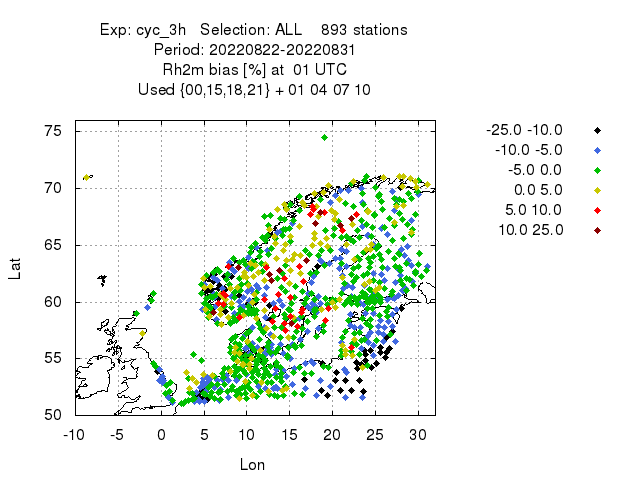 Exp: cyc_3h   Selection: ALL    893 stations
Period: 20220822-20220831
Rh2m bias [%] at  01 UTC
Used {00,15,18,21} + 01 04 07 10
-25.0 -10.0
-10.0 -5.0
-5.0 0.0
0.0 5.0
5.0 10.0
10.0 25.0
75
70
65
60
55
50
Lat
-10 -5 0 5 10 15 20 25 30
Lon